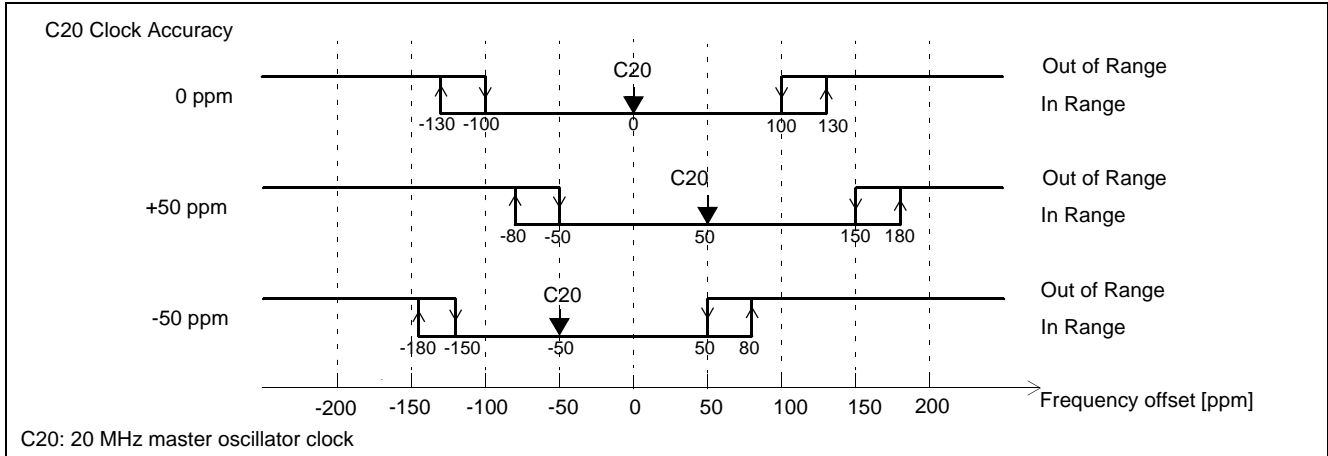 C20 Clock Accuracy
C20
Out of Range
0 ppm
In Range
-130 -100 0 100 130
C20
Out of Range
+50 ppm
In Range
-80 -50 50 150 180
C20
Out of Range
-50 ppm
In Range
-180 -150 -50 50 80
-200 -150 -100 -50 0 50 100 150 200 Frequency offset [ppm]
C20: 20 MHz master oscillator clock